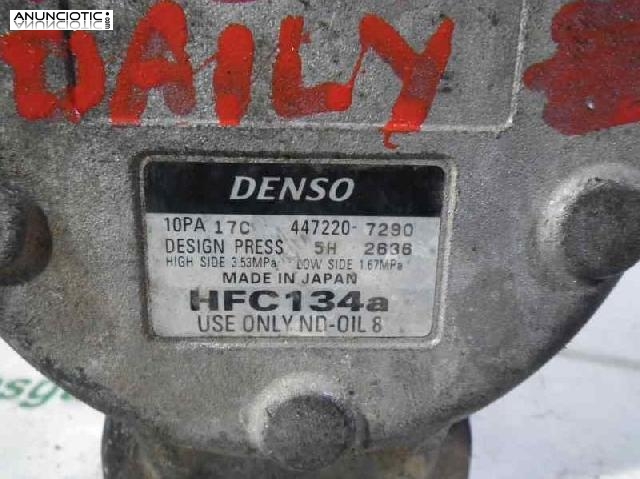 ANUNCIOTIC
.com
DAILY
DENSO
10PA 17C 447220-7290
DESIGN PRESS 5H 2636
HIGH SIDE 3.53MPa LOW SIDE 1.67MPa
MADE IN JAPAN
HFC134a
USE ONLY ND-OIL 8